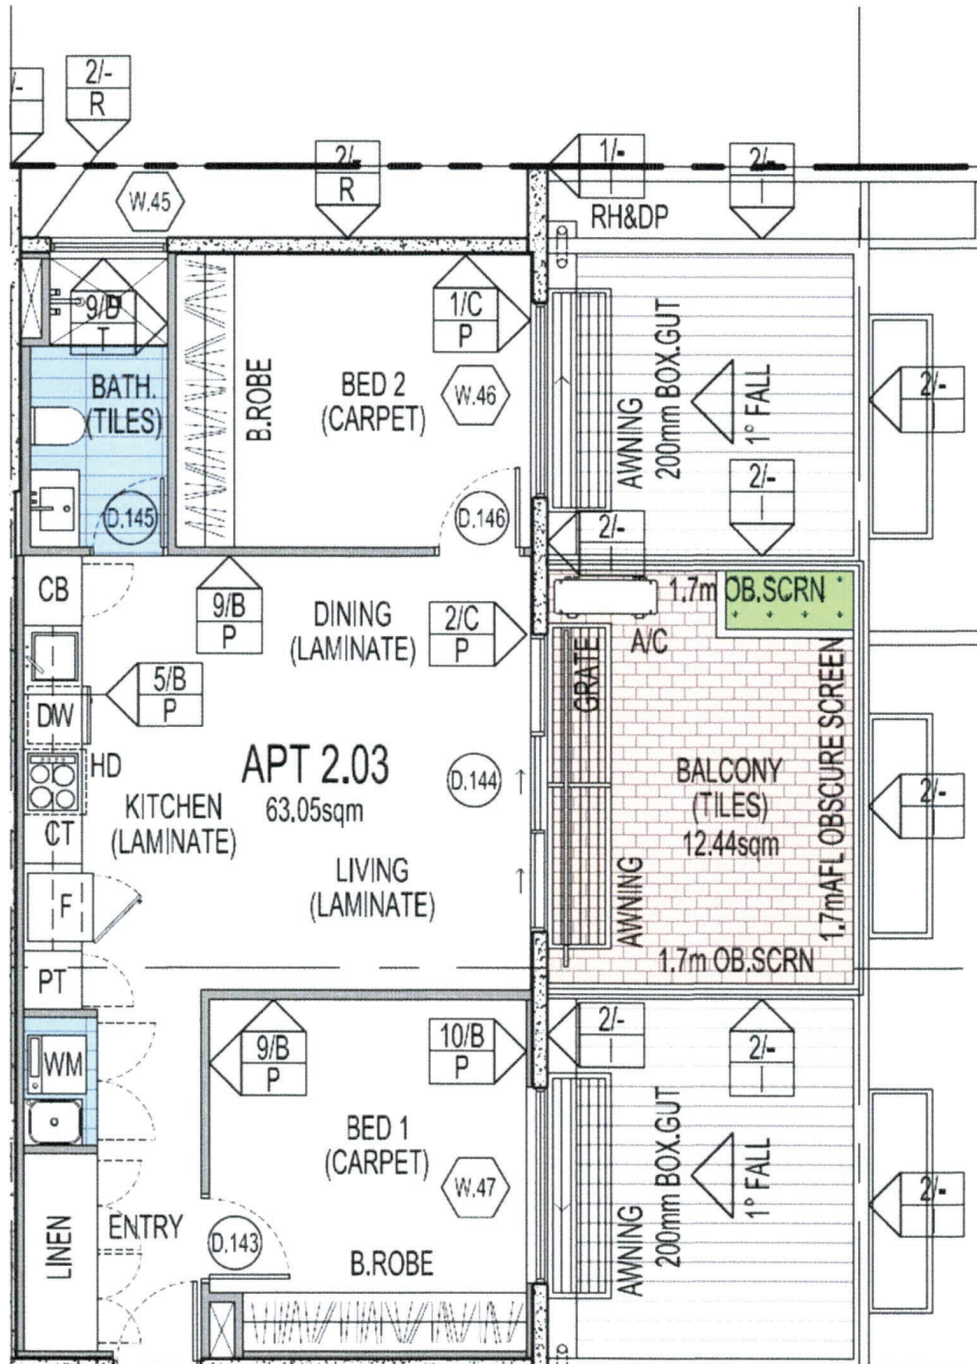 /-
2/-
R
W.45
2/-
R
1/-
2/-
RH&DP
9/D
T
1/C
P
BATH.
(TILES)
B.ROBE
BED 2
(CARPET)
W.46
AWNING
200mm BOX.GUT
1° FALL
2/-
2/-
D.145
D.146
2/-
CB
9/B
P
DINING
(LAMINATE)
2/C
P
1.7m OB.SCRN
A/C
GRATE
5/B
P
DW
HD
APT 2.03
63.05sqm
D.144
BALCONY
(TILES)
12.44sqm
1.7mAFL OBSCURE SCREEN
2/-
KITCHEN
(LAMINATE)
CT
LIVING
(LAMINATE)
F
AWNING
1.7m OB.SCRN
PT
9/B
P
10/B
P
2/-
2/-
WM
BED 1
(CARPET)
W.47
AWNING
200mm BOX.GUT
1° FALL
2/-
LINEN
ENTRY
D.143
B.ROBE